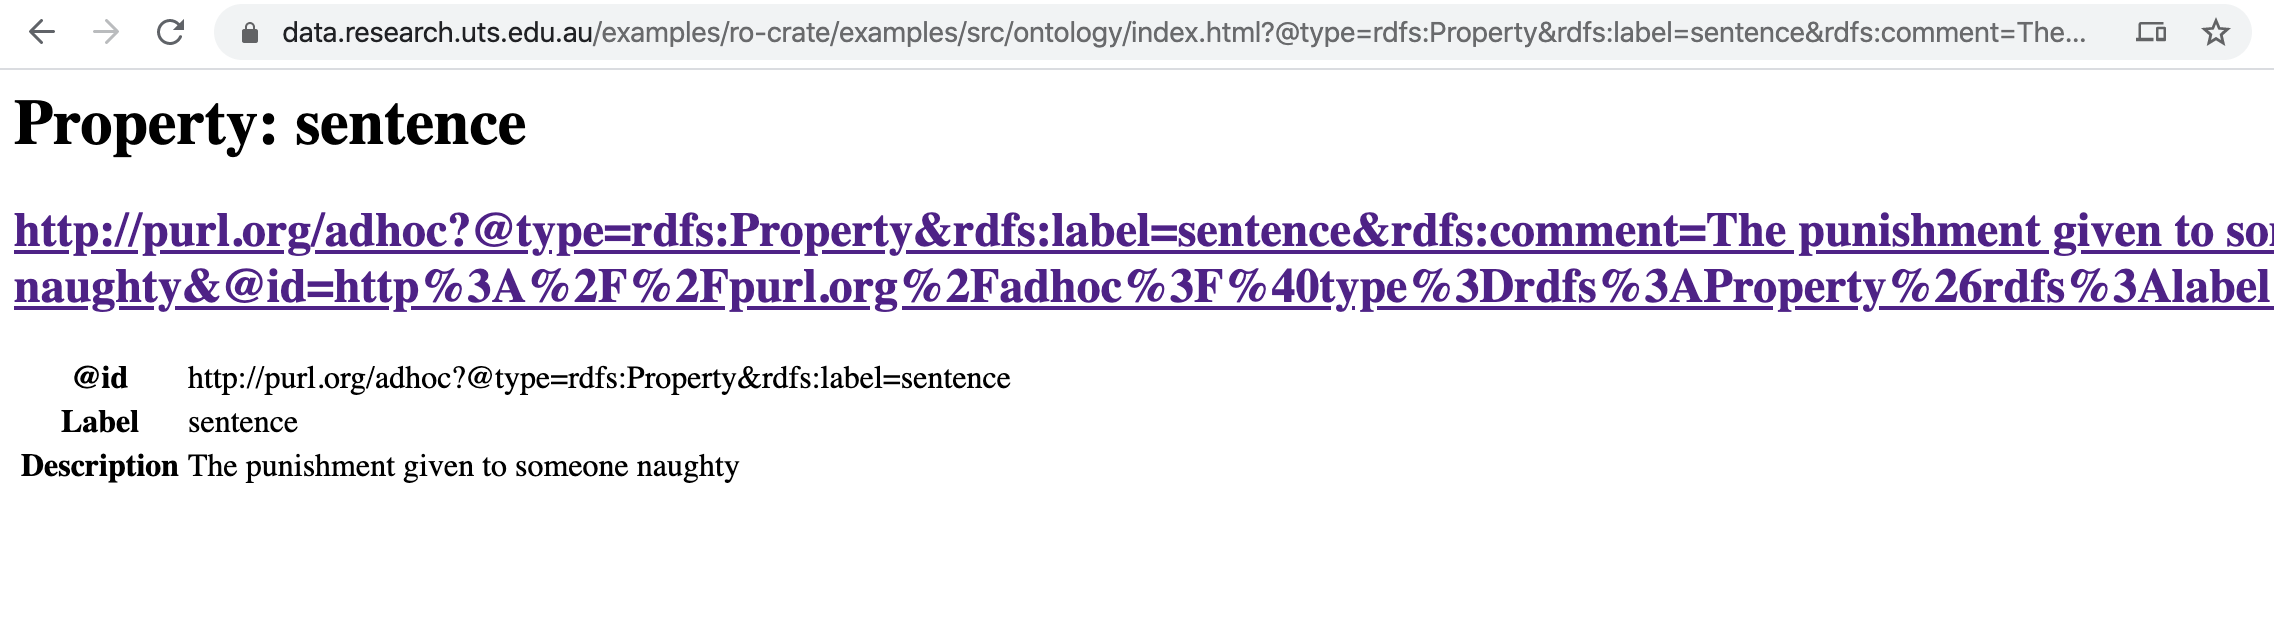 data.research.uts.edu.au/examples/ro-crate/examples/src/ontology/index.html?@type=rdfs:Property&rdfs:label=sentence&rdfs:comment=The...
Property: sentence
http://purl.org/adhoc?@type=rdfs:Property&rdfs:label=sentence&rdfs:comment=The punishment given to
naughty&@id=http%3A%2F%2Fpurl.org%2Fadhoc%3F%40type%3Drdfs%3AProperty%26rdfs%3Alabel
@id http://purl.org/adhoc?@type=rdfs:Property&rdfs:label=sentence
Label sentence
Description The punishment given to someone naughty